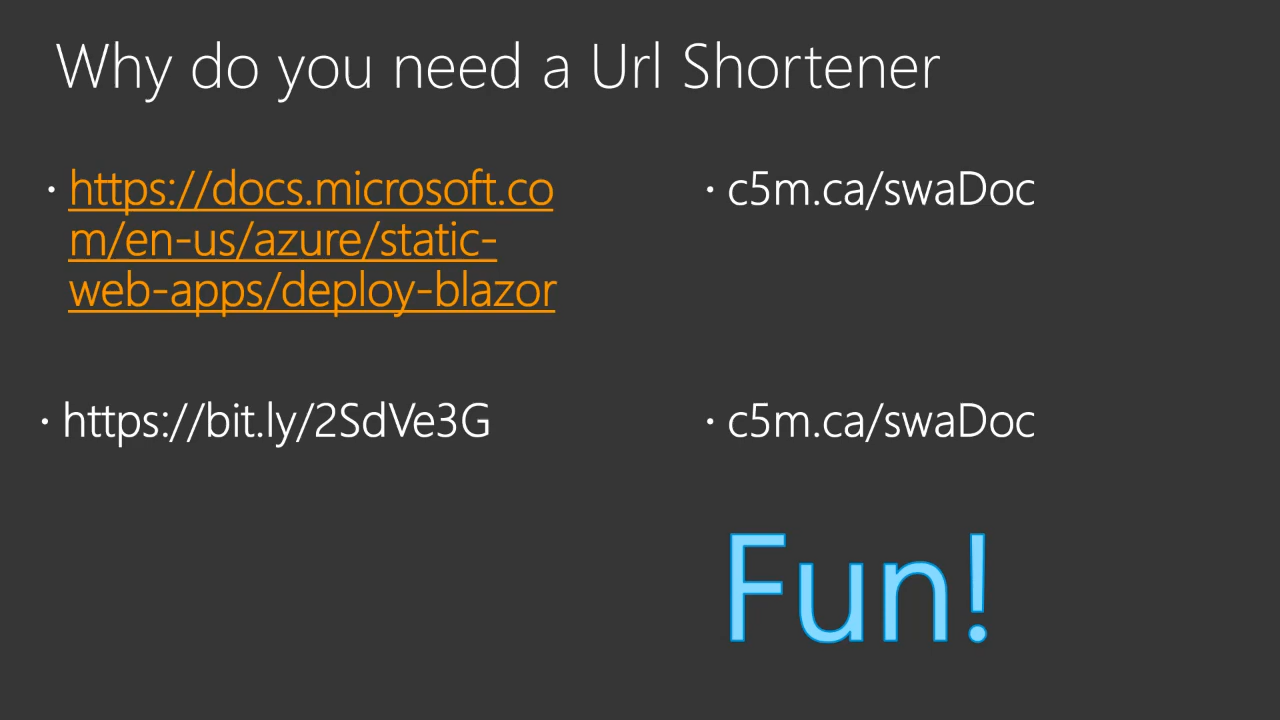 Why do you need a Url Shortener
· https://docs.microsoft.co
m/en-us/azure/static-
web-apps/deploy-blazor
· c5m.ca/swaDoc
· https://bit.ly/2SdVe3G
· c5m.ca/swaDoc
Fun!